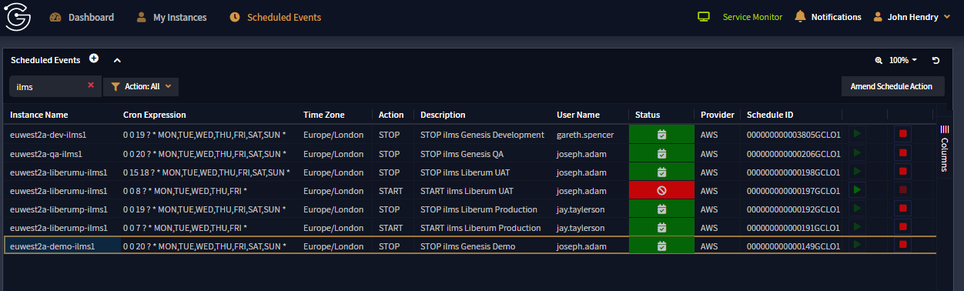 Dashboard My Instances Scheduled Events Service Monitor Notifications John Hendry
Scheduled Events 100%
ilms Action: All Amend Schedule Action
Instance Name Cron Expression Time Zone Action Description User Name Status Provider Schedule ID
euwest2a-dev-ilms1 0 0 19 ? * MON,TUE,WED,THU,FRI,SAT,SUN * Europe/London STOP STOP ilms Genesis Development gareth.spencer AWS 000000000003805GCLO1
euwest2a-qa-ilms1 0 0 20 ? * MON,TUE,WED,THU,FRI,SAT,SUN * Europe/London STOP STOP ilms Genesis QA joseph.adam AWS 000000000000206GCLO1
euwest2a-liberumu-ilms1 0 15 18 ? * MON,TUE,WED,THU,FRI,SAT,SUN * Europe/London STOP STOP ilms Liberum UAT joseph.adam AWS 000000000000198GCLO1
euwest2a-liberumu-ilms1 0 0 8 ? * MON,TUE,WED,THU,FRI * Europe/London START START ilms Liberum UAT joseph.adam AWS 000000000000197GCLO1
euwest2a-liberump-ilms1 0 0 19 ? * MON,TUE,WED,THU,FRI,SAT,SUN * Europe/London STOP STOP ilms Liberum Production jay.taylerson AWS 000000000000192GCLO1
euwest2a-liberump-ilms1 0 0 7 ? * MON,TUE,WED,THU,FRI * Europe/London START START ilms Liberum Production jay.taylerson AWS 000000000000191GCLO1
euwest2a-demo-ilms1 0 0 20 ? * MON,TUE,WED,THU,FRI,SAT,SUN * Europe/London STOP STOP ilms Genesis Demo joseph.adam AWS 000000000000149GCLO1
Columns